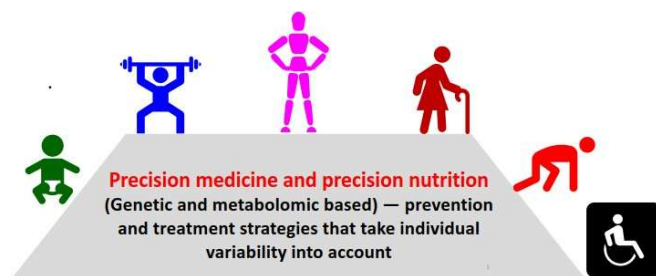 Precision medicine and precision nutrition
(Genetic and metabolomic based) — prevention
and treatment strategies that take individual
variability into account